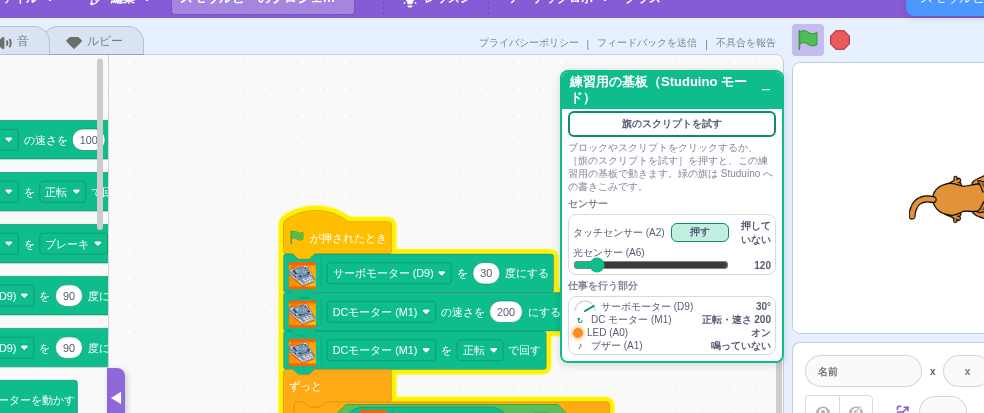 音
ルビー
プライバシーポリシー | フィードバックを送信 | 不具合を報告
の速さを 100
を 正転 で回
を ブレーキ
D9) を 90 度に
D9) を 90 度に
ーターを動かす
が押されたとき
サーボモーター (D9) を 30 度にする
DCモーター (M1) の速さを 200 にする
DCモーター (M1) を 正転 で回す
ずっと
練習用の基板（Studuino モー
ド）
旗のスクリプトを試す
ブロックやスクリプトをクリックするか、
［旗のスクリプトを試す］を押すと、この練
習用の基板で動きます。緑の旗は Studuino へ
の書きこみです。
センサー
タッチセンサー (A2) 押す 押して
いない
光センサー (A6)
120
仕事を行う部分
サーボモーター (D9) 30°
DC モーター (M1) 正転・速さ 200
LED (A0) オン
ブザー (A1) 鳴っていない
名前 x x